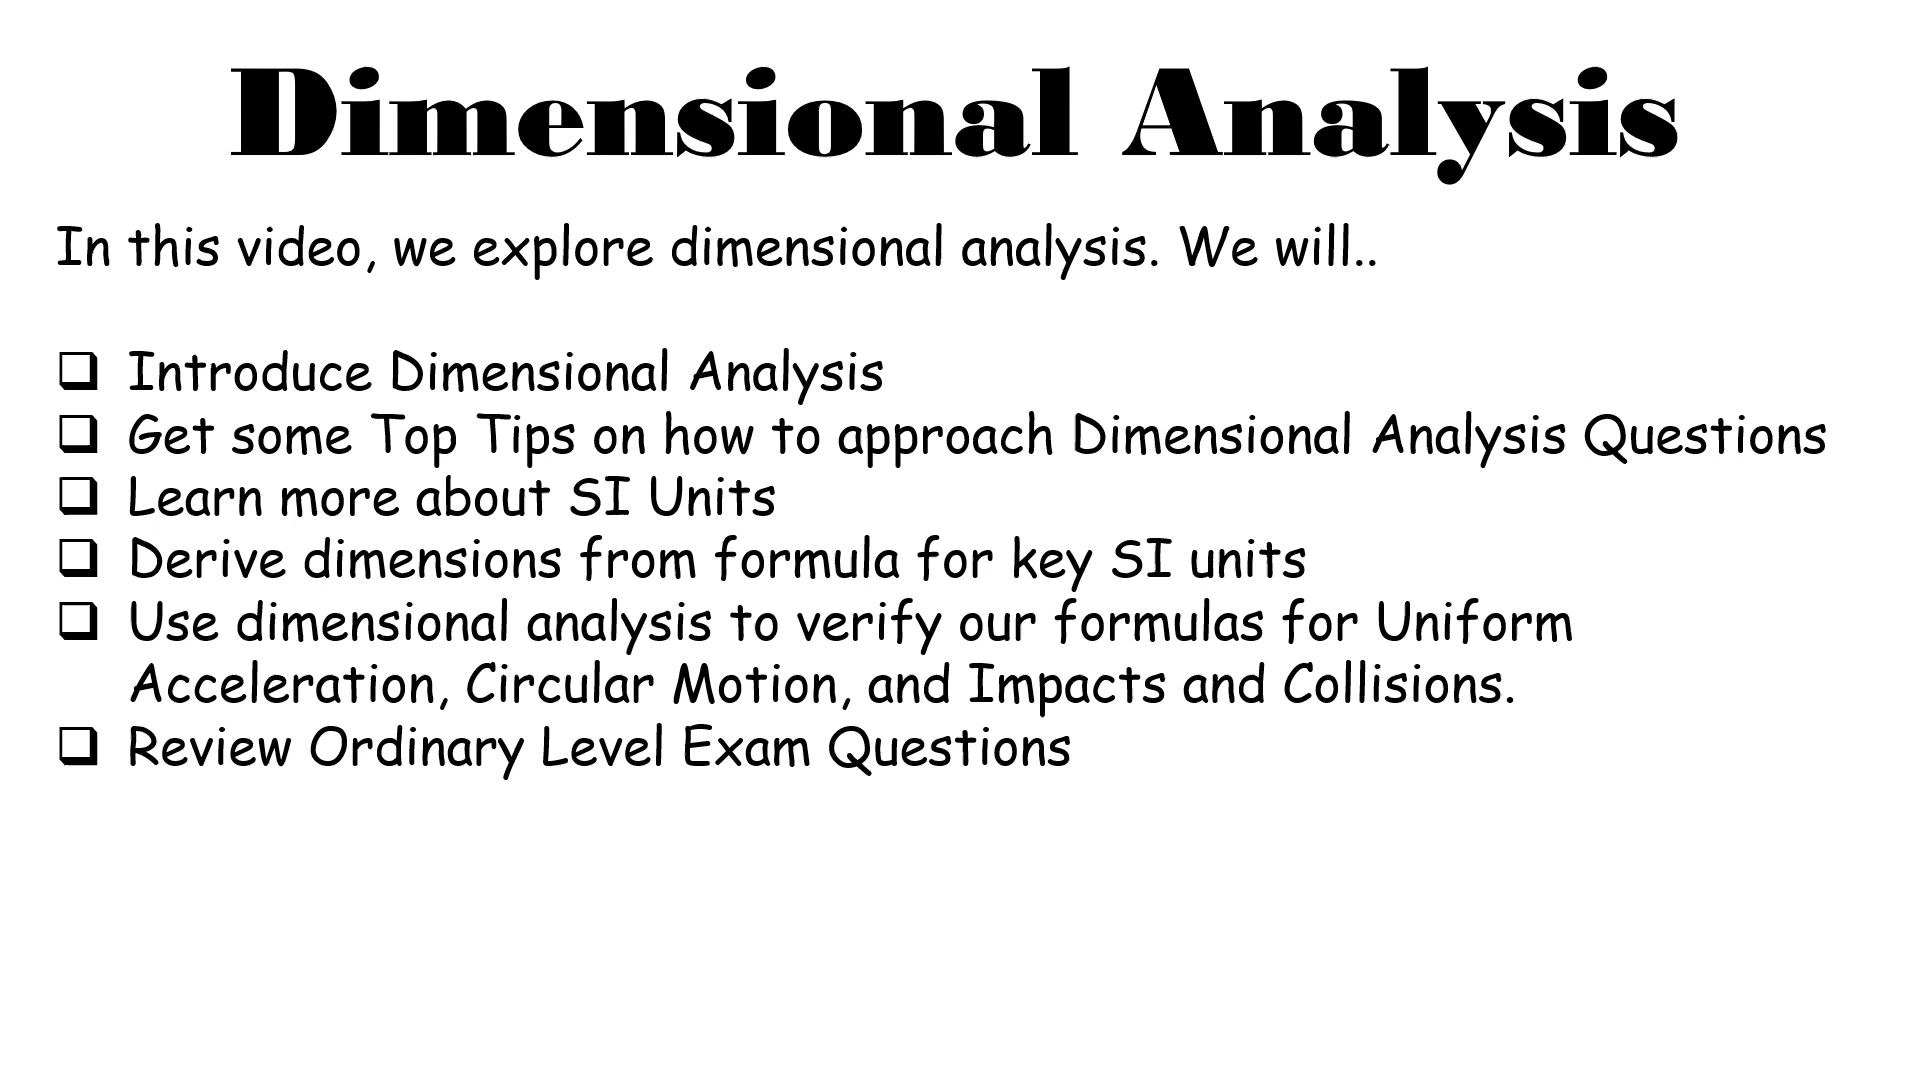 Dimensional Analysis
In this video, we explore dimensional analysis. We will..
❑ Introduce Dimensional Analysis
❑ Get some Top Tips on how to approach Dimensional Analysis Questions
❑ Learn more about SI Units
❑ Derive dimensions from formula for key SI units
❑ Use dimensional analysis to verify our formulas for Uniform
Acceleration, Circular Motion, and Impacts and Collisions.
❑ Review Ordinary Level Exam Questions